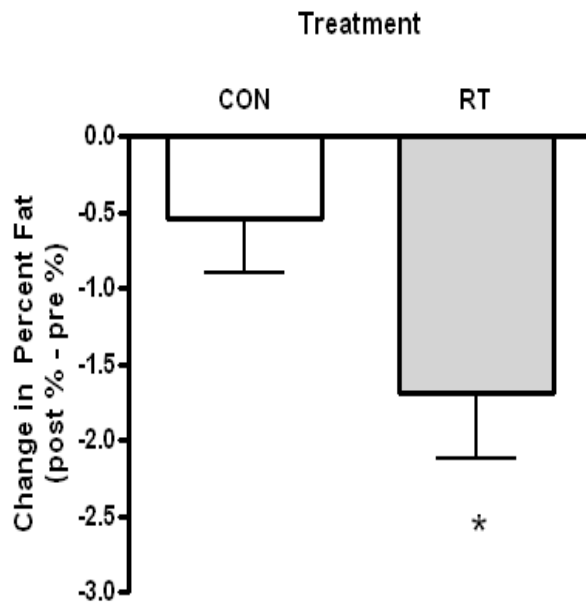 Treatment
CON RT
Change in Percent Fat
(post % - pre %)
0.0
-0.5
-1.0
-1.5
-2.0
-2.5
-3.0
*